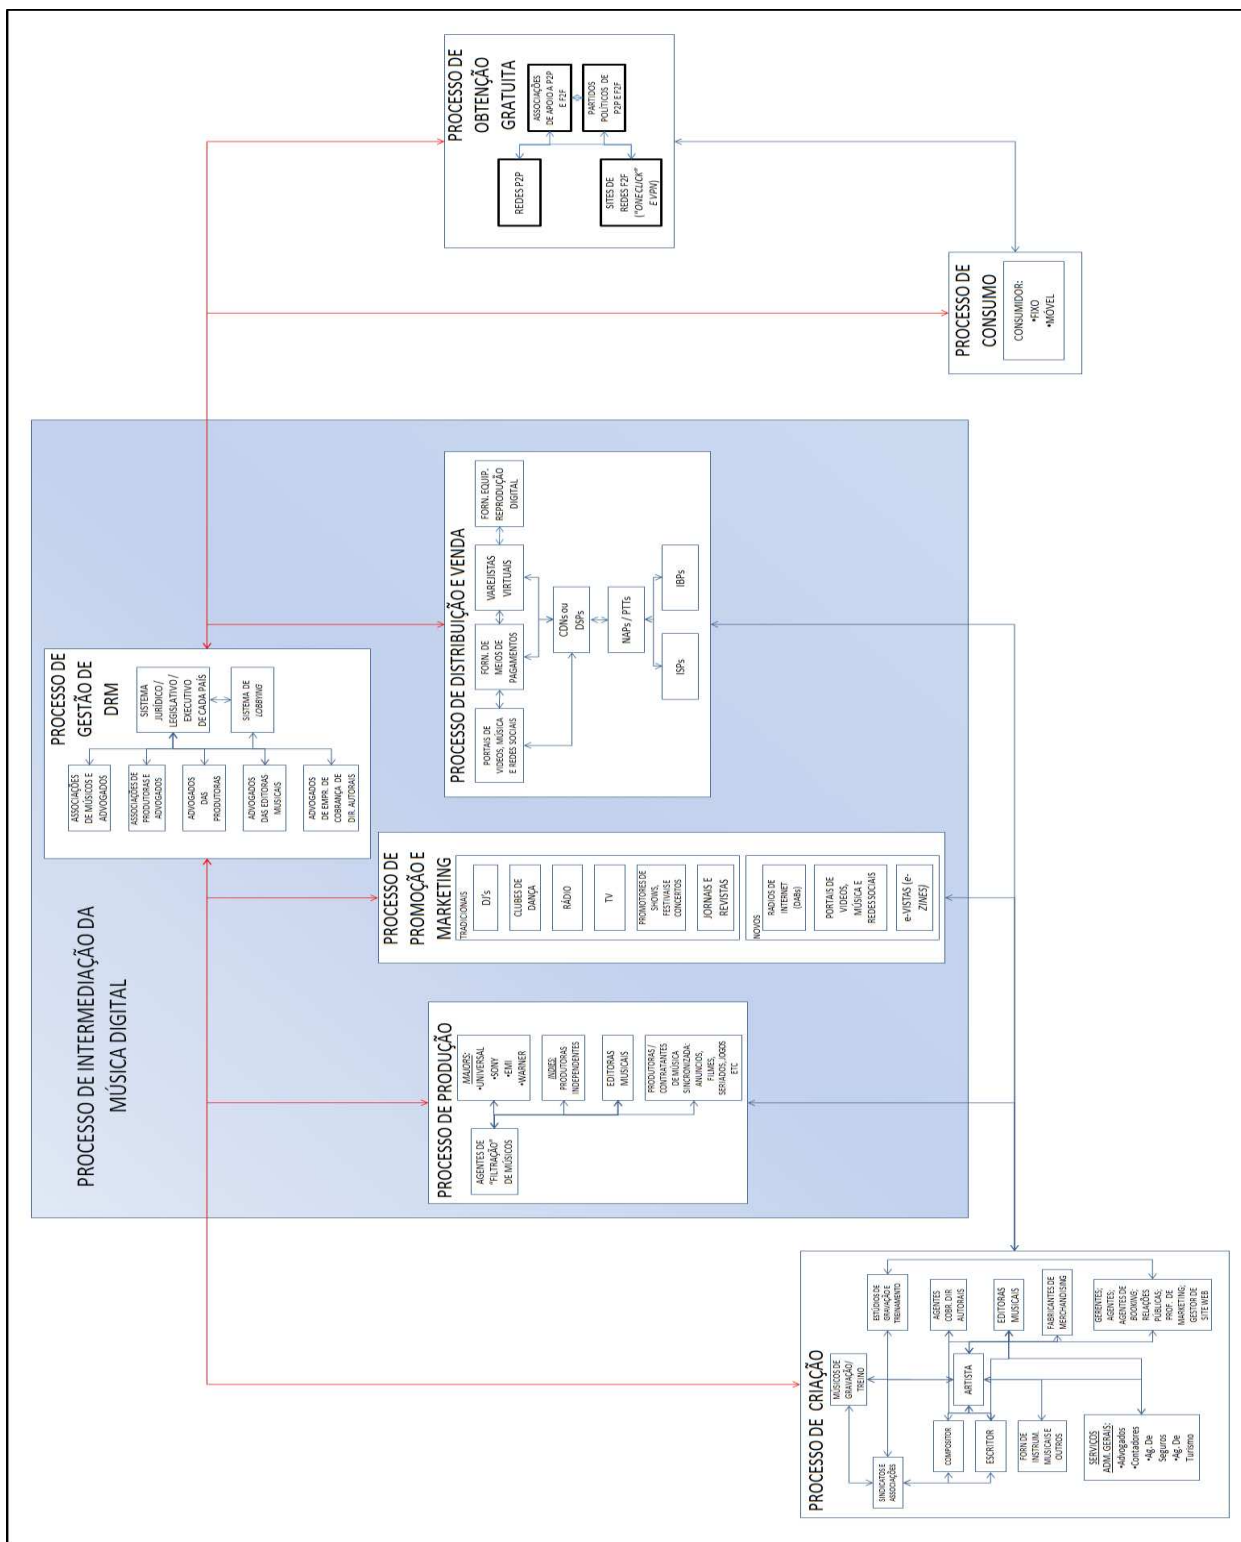 PROCESSO DE INTERMEDIAÇÃO DA
MÚSICA DIGITAL
PROCESSO DE
GESTÃO DE
DRM
ASSOCIAÇÕES
DE MÚSICOS E
ADVOGADOS
ASSOCIAÇÕES DE
PRODUTORAS E
ADVOGADOS
ADVOGADOS
DAS
PRODUTORAS
ADVOGADOS
DAS EDITORAS
MUSICAIS
ADVOGADOS
DE EMPR. DE
COBRANÇA DE
DIR. AUTORAIS
SISTEMA
JURÍDICO /
LEGISLATIVO /
EXECUTIVO
DE CADA PAÍS
SISTEMA DE
LOBBYING
PROCESSO DE CRIAÇÃO
SINDICATOS E
ASSOCIAÇÕES
MÚSICOS DE
GRAVAÇÃO/
TREINO
ESTÚDIOS DE
GRAVAÇÃO E
TREINAMENTO
COMPOSITOR
ESCRITOR
ARTISTA
AGENTES
COBR. DIR
AUTORAIS
EDITORAS
MUSICAIS
FABRICANTES DE
MERCHANDISING
FORN DE
INSTRUM.
MUSICAIS E
OUTROS
SERVIÇOS
ADM. GERAIS:
•Advogados
•Contadores
•Ag. De
Seguros
•Ag. De
Turismo
GERENTES;
AGENTES;
AGENTES DE
BOOKING;
RELAÇÕES
PÚBLICAS;
PROF. DE
MARKETING;
GESTOR DE
SITE WEB
PROCESSO DE PRODUÇÃO
AGENTES DE
"FILTRAÇÃO"
DE MÚSICOS
MAJORS:
•UNIVERSAL
•SONY
•EMI
•WARNER
INDIES:
PRODUTORAS
INDEPENDENTES
EDITORAS
MUSICAIS
PRODUTORAS /
CONTRATANTES
DE MÚSICA
SINCRONIZADA:
ANUNCIOS,
FILMES,
SERIADOS, JOGOS
ETC
PROCESSO DE
PROMOÇÃO E
MARKETING
TRADICIONAIS
DJ's
CLUBES DE
DANÇA
RÁDIO
TV
PROMOTORES DE
SHOWS,
FESTIVAIS E
CONCERTOS
JORNAIS E
REVISTAS
NOVOS
RADIOS DE
INTERNET
(DABs)
PORTAIS DE
VIDEOS,
MÚSICA E
REDES SOCIAIS
e-VISTAS (e-
ZINES)
PROCESSO DE DISTRIBUIÇÃO E VENDA
PORTAIS DE
VIDEOS, MÚSICA
E REDES SOCIAIS
FORN. DE
MEIOS DE
PAGAMENTOS
VAREJISTAS
VIRTUAIS
FORN. EQUIP.
REPRODUÇÃO
DIGITAL
CDNs ou
DSPs
NAPs / PTTs
ISPs
IBPs
PROCESSO DE
CONSUMO
CONSUMIDOR:
•FIXO
•MÓVEL
PROCESSO DE
OBTENÇÃO
GRATUITA
REDES P2P
ASSOCIAÇÕES
DE APOIO A P2P
E F2F
PARTIDOS
POLÍTICOS DE
P2P E F2F
SITES DE
REDES F2F
("ONE CLICK"
E VPN)